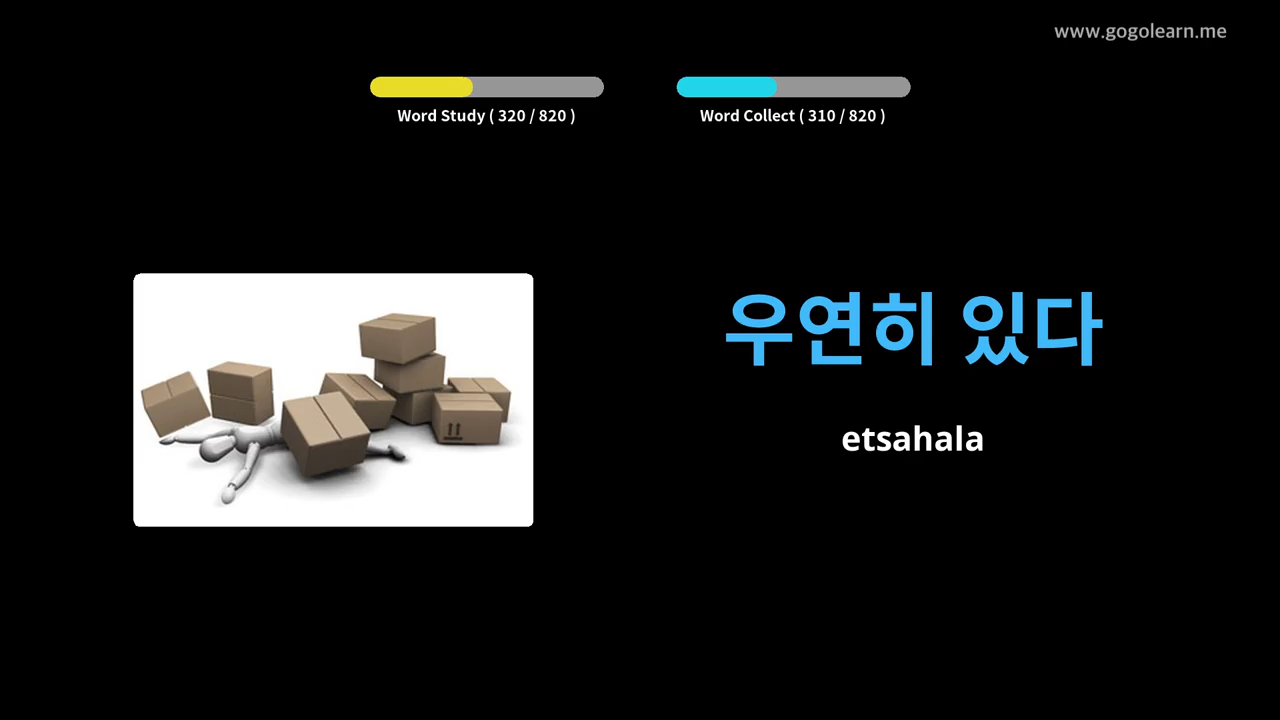 www.gogolearn.me
Word Study ( 320 / 820 )
Word Collect ( 310 / 820 )
우연히 있다
etsahala